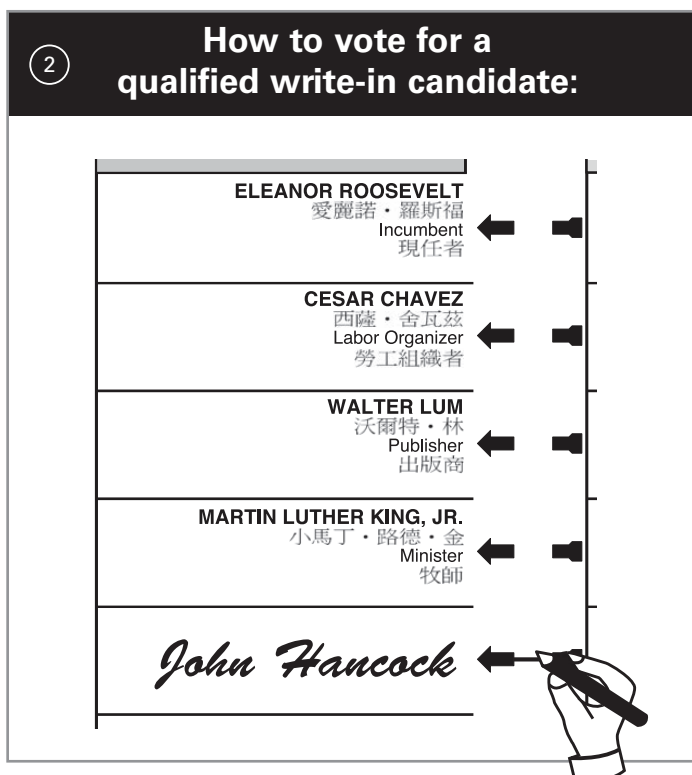 2
How to vote for a
qualified write-in candidate:
ELEANOR ROOSEVELT
愛麗諾・羅斯福
Incumbent
現任者
CESAR CHAVEZ
西薩・舍瓦茲
Labor Organizer
勞工組織者
WALTER LUM
沃爾特・林
Publisher
出版商
MARTIN LUTHER KING, JR.
小馬丁・路德・金
Minister
牧師
John Hancock